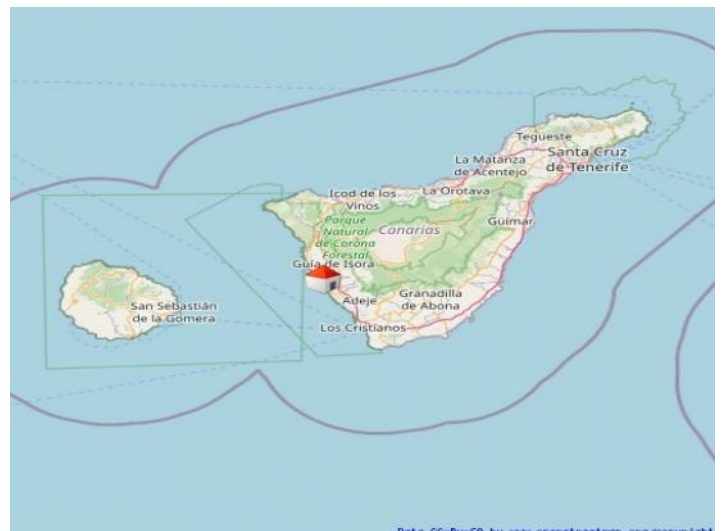 Tegueste
Santa Cruz
de Tenerife
La Matanza
de Acentejo
Icod de los
Vinos
La Orotava
Güímar
Parque
Natural
de Corona
Forestal
Canarias
Guía de Isora
San Sebastián
de la Gomera
Adeje
Granadilla
de Abona
Los Cristianos